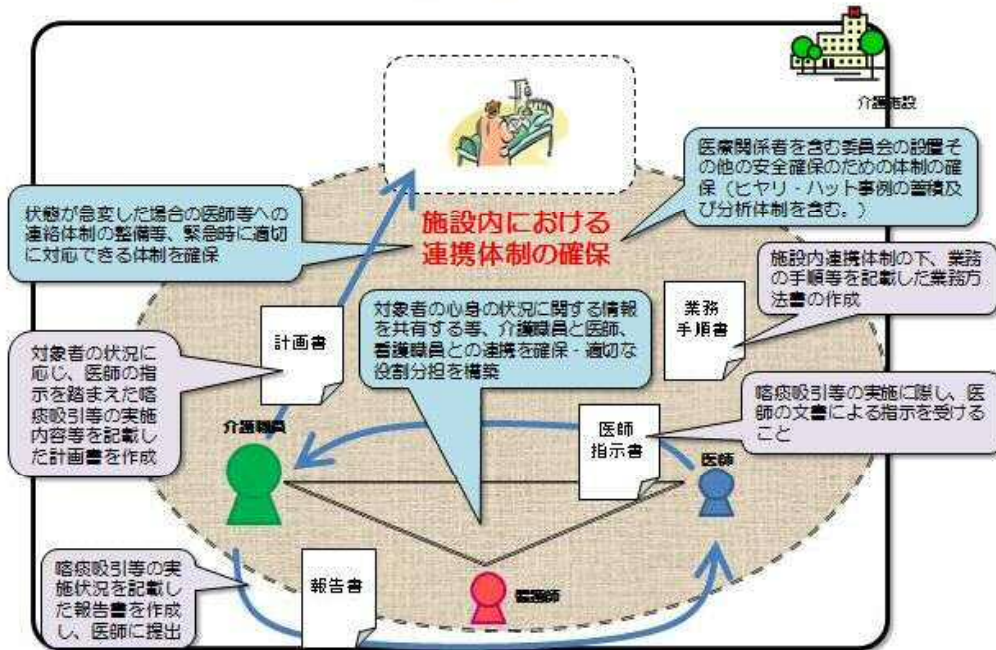 介護施設
医療関係者を含む委員会の設置そ
の他の安全確保のための体制の確
保（ヒヤリ・ハット事例の蓄積及
び分析体制を含む。）
状態が急変した場合の医師等への
連絡体制の整備等、緊急時に適切
に対応できる体制を確保
施設内における
連携体制の確保
施設内連携体制の下、業務
の手順等を記載した業務方
法書の作成
対象者の心身の状況に関する情報
を共有する等、介護職員と医師、
看護職員との連携を確保・適切な
役割分担を構築
計画書
業務
手順書
対象者の状況に
応じ、医師の指
示を踏まえた喀
痰吸引等の実施
内容等を記載し
た計画書を作成
喀痰吸引等の実施に際し、医
師の文書による指示を受ける
こと
介護職員
医師
指示書
医師
喀痰吸引等の実
施状況を記載し
た報告書を作成
し、医師に提出
報告書
看護師